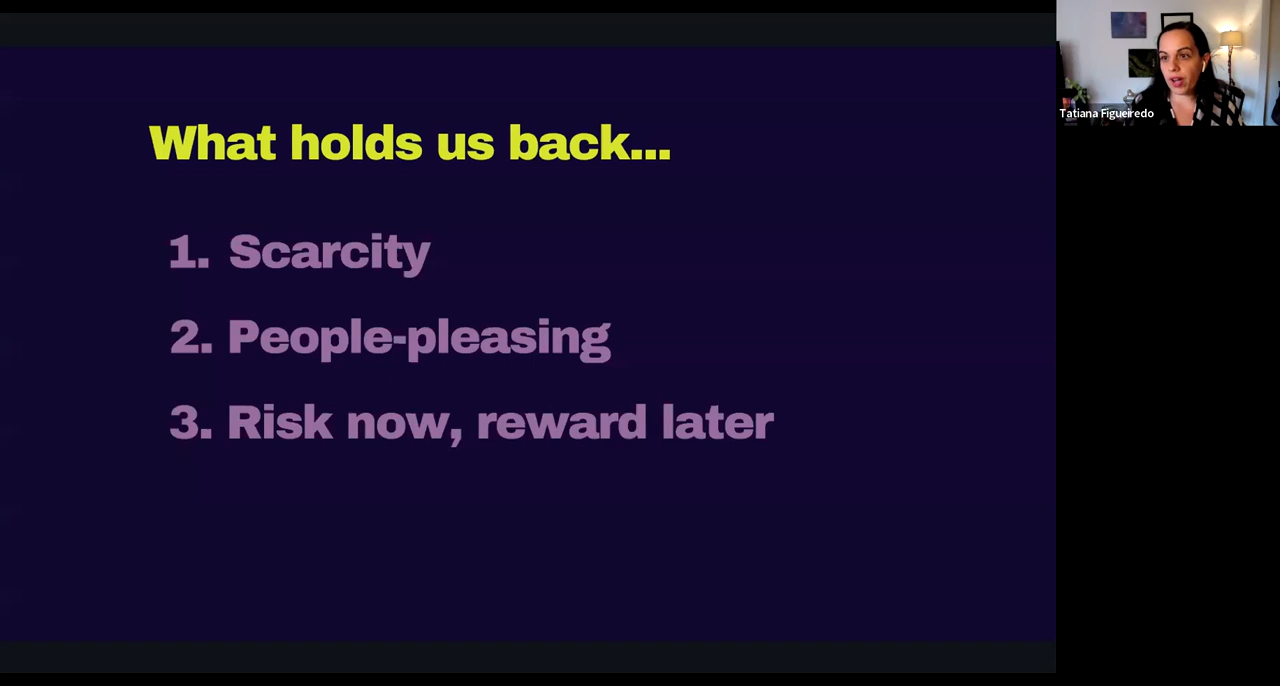 What holds us back...
1. Scarcity
2. People-pleasing
3. Risk now, reward later
Tatiana Figueiredo